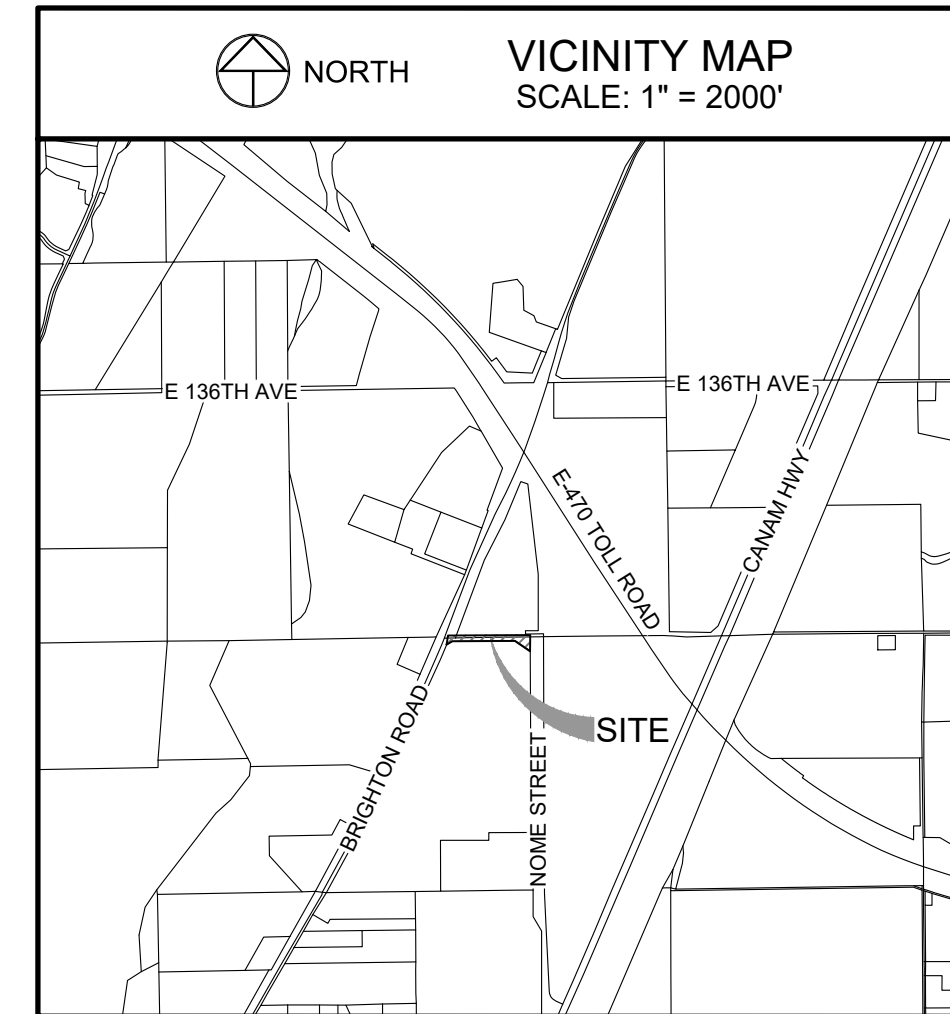 NORTH
VICINITY MAP
SCALE: 1" = 2000'
E 136TH AVE
E 136TH AVE
E-470 TOLL ROAD
CANAM HWY
SITE
BRIGHTON ROAD
NOME STREET